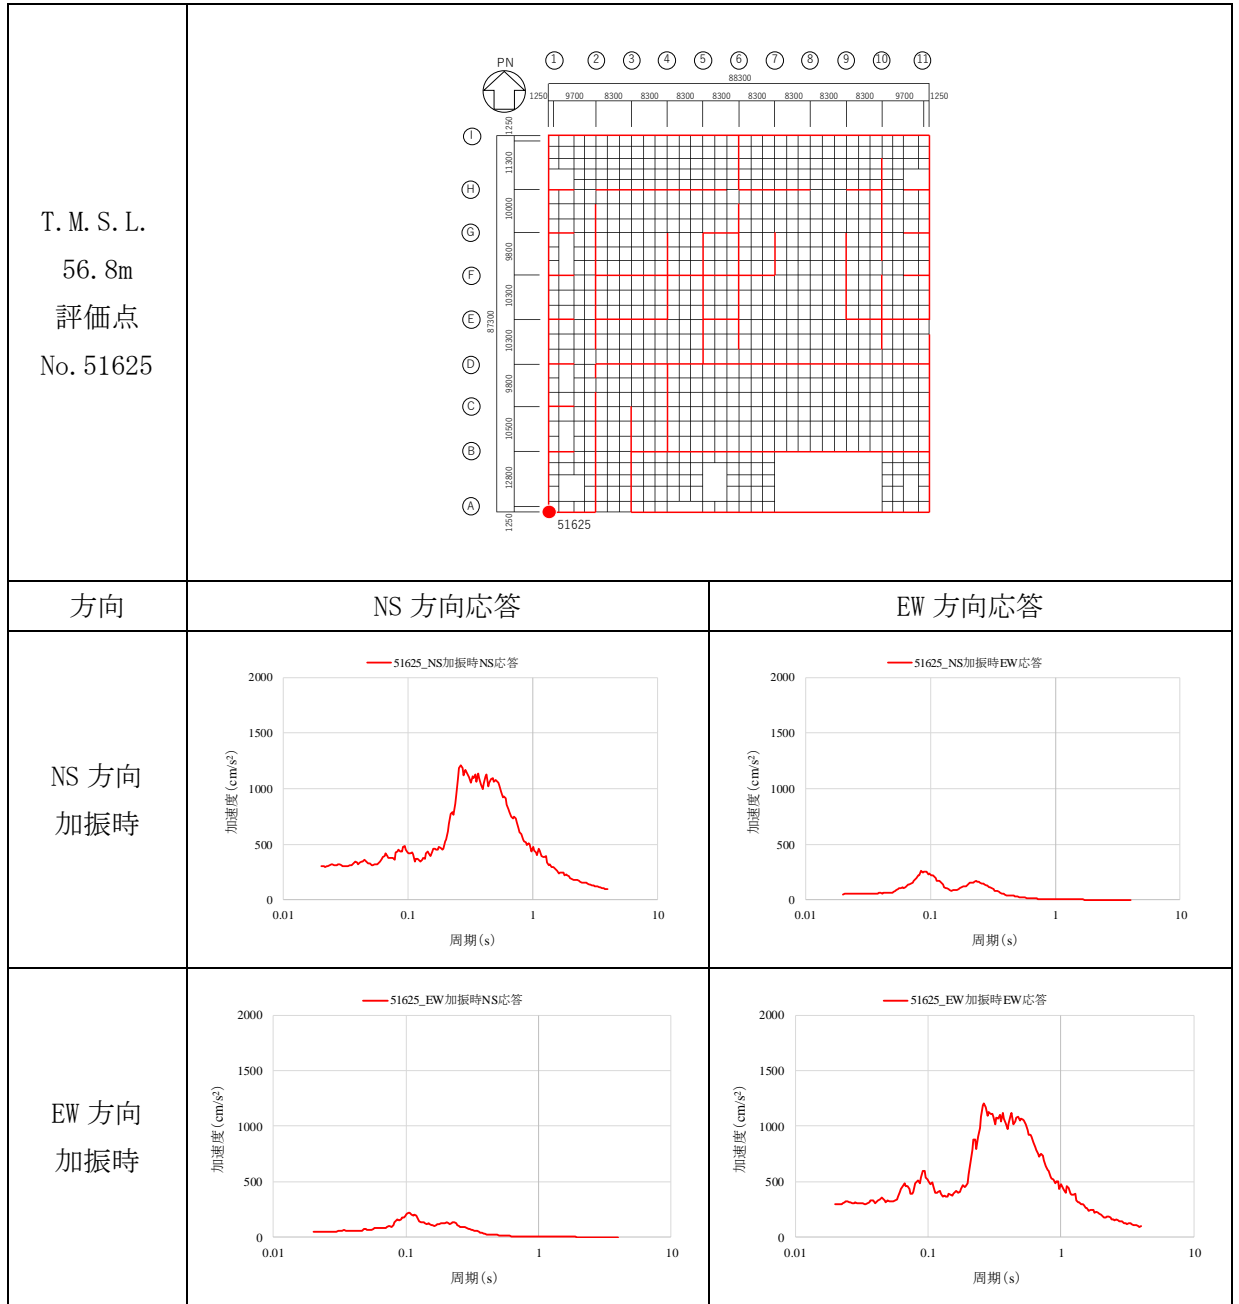 T.M.S.L.
56.8m
評価点
No.51625
PN
1 2 3 4 5 6 7 8 9 10 11
88300
1250 9700 8300 8300 8300 8300 8300 8300 8300 8300 9700 1250
I
H
G
F
E
D
C
B
A
1250
11300
10000
9800
10300
10300
9800
10500
12800
1250
87300
51625
方向
NS 方向応答
EW 方向応答
NS 方向
加振時
51625_NS加振時NS応答
2000
1500
1000
500
0
加速度(cm/s²)
0.01 0.1 1 10
周期(s)
51625_NS加振時EW応答
2000
1500
1000
500
0
加速度(cm/s²)
0.01 0.1 1 10
周期(s)
EW 方向
加振時
51625_EW加振時NS応答
2000
1500
1000
500
0
加速度(cm/s²)
0.01 0.1 1 10
周期(s)
51625_EW加振時EW応答
2000
1500
1000
500
0
加速度(cm/s²)
0.01 0.1 1 10
周期(s)